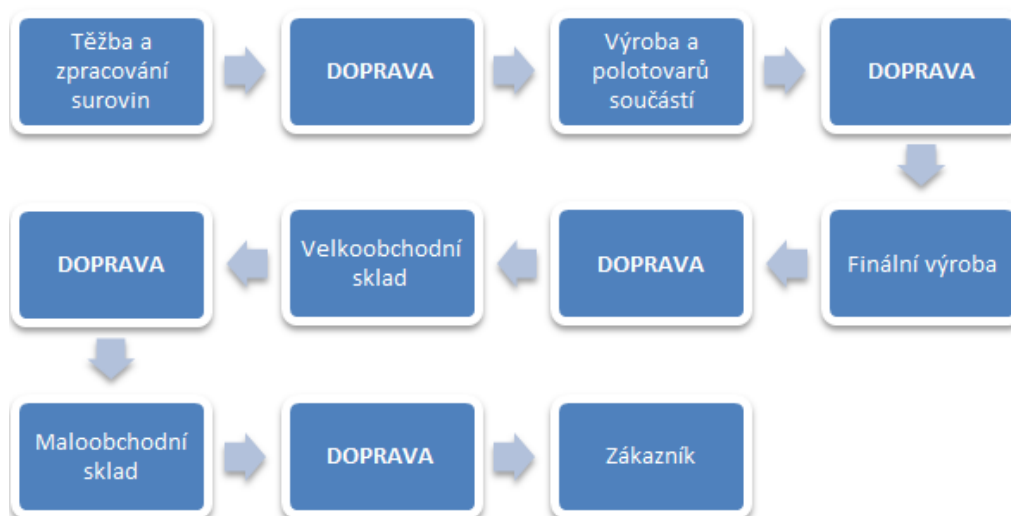 Těžba a
zpracování
surovin
DOPRAVA
Výroba a
polotovarů
součástí
DOPRAVA
Finální výroba
DOPRAVA
Velkoobchodní
sklad
DOPRAVA
Maloobchodní
sklad
DOPRAVA
Zákazník